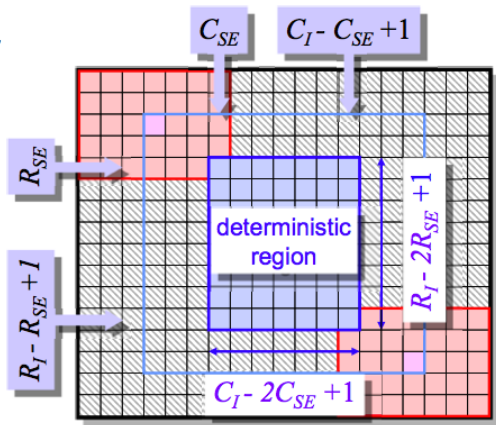 C_SE
C_I - C_SE +1
R_SE
R_I - R_SE +1
deterministic
region
R_I - 2R_SE +1
C_I - 2C_SE +1